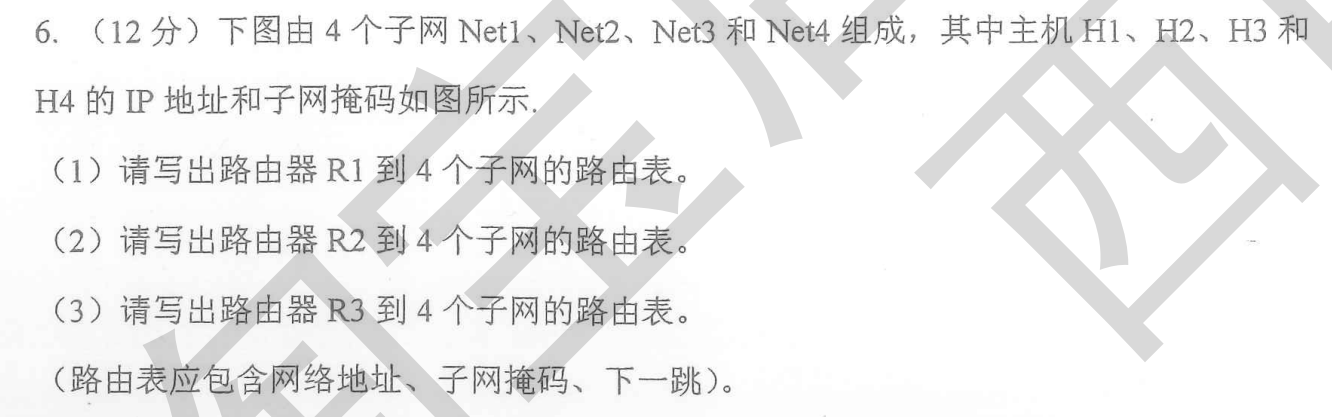 6. （12 分）下图由 4 个子网 Net1、Net2、Net3 和 Net4 组成，其中主机 H1、H2、H3 和
H4 的 IP 地址和子网掩码如图所示.
（1）请写出路由器 R1 到 4 个子网的路由表。
（2）请写出路由器 R2 到 4 个子网的路由表。
（3）请写出路由器 R3 到 4 个子网的路由表。
（路由表应包含网络地址、子网掩码、下一跳）。